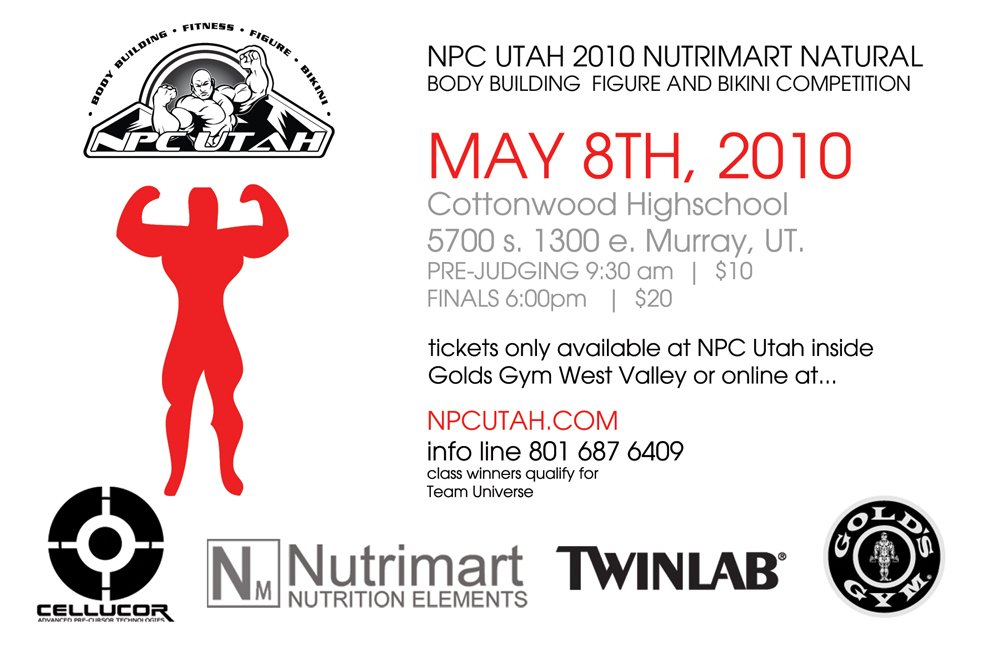 BODY BUILDING • FITNESS • FIGURE • BIKINI
NPC UTAH
NPC UTAH 2010 NUTRIMART NATURAL
BODY BUILDING FIGURE AND BIKINI COMPETITION
MAY 8TH, 2010
Cottonwood Highschool
5700 s. 1300 e. Murray, UT.
PRE-JUDGING 9:30 am | $10
FINALS 6:00pm | $20
tickets only available at NPC Utah inside
Golds Gym West Valley or online at...
NPCUTAH.COM
info line 801 687 6409
class winners qualify for
Team Universe
CELLUCOR
ADVANCED PRE-CURSOR TECHNOLOGIES
NM
Nutrimart
NUTRITION ELEMENTS
TWINLAB®
GOLD'S
GYM®